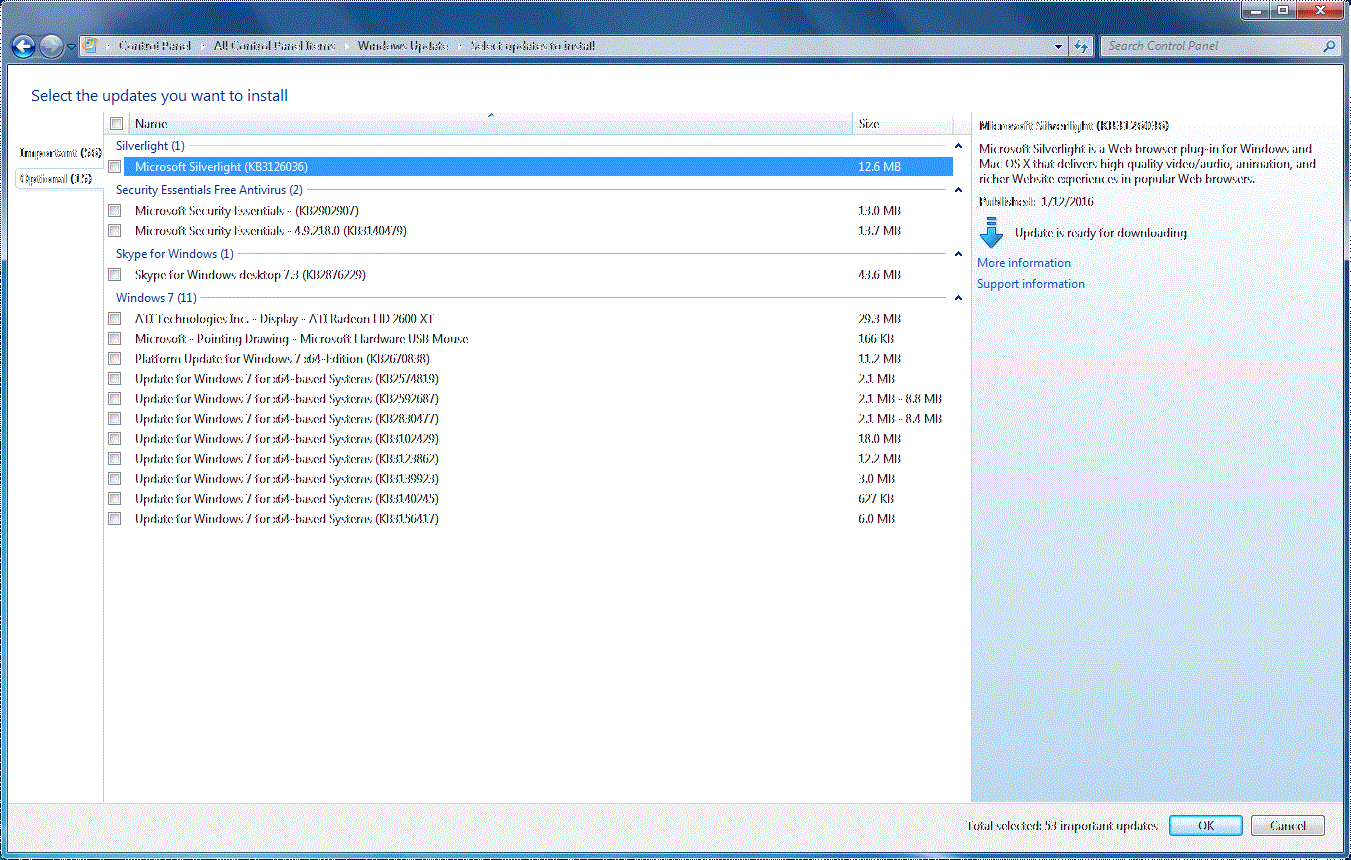 Control Panel
All Control Panel Items
Windows Update
Select updates to install
Search Control Panel
Select the updates you want to install
Important
Optional (15)
Name Size
Silverlight (1)
Microsoft Silverlight (KB3126036) 12.6 MB
Security Essentials Free Antivirus (2)
Microsoft Security Essentials - (KB2902907) 13.0 MB
Microsoft Security Essentials - 4.9.218.0 (KB3140479) 13.7 MB
Skype for Windows (1)
Skype for Windows desktop 7.3 (KB2876229) 43.6 MB
Windows 7 (11)
ATI Technologies Inc. - Display - ATI Radeon HD 2600 XT 29.3 MB
Microsoft - Pointing Drawing - Microsoft Hardware USB Mouse 166 KB
Platform Update for Windows 7 x64-Edition (KB2670838) 11.2 MB
Update for Windows 7 for x64-based Systems (KB2574819) 2.1 MB
Update for Windows 7 for x64-based Systems (KB2592687) 2.1 MB - 8.8 MB
Update for Windows 7 for x64-based Systems (KB2830477) 2.1 MB - 8.4 MB
Update for Windows 7 for x64-based Systems (KB3102429) 18.0 MB
Update for Windows 7 for x64-based Systems (KB3123862) 12.2 MB
Update for Windows 7 for x64-based Systems (KB3139923) 3.0 MB
Update for Windows 7 for x64-based Systems (KB3140245) 627 KB
Update for Windows 7 for x64-based Systems (KB3156417) 6.0 MB
Microsoft Silverlight (KB3126036)
Microsoft Silverlight is a Web browser plug-in for Windows and
Mac OS X that delivers high quality video/audio, animation, and
richer Website experiences in popular Web browsers.
Published: 1/12/2016
Update is ready for downloading
More information
Support information
Total selected: 53 important updates
OK
Cancel